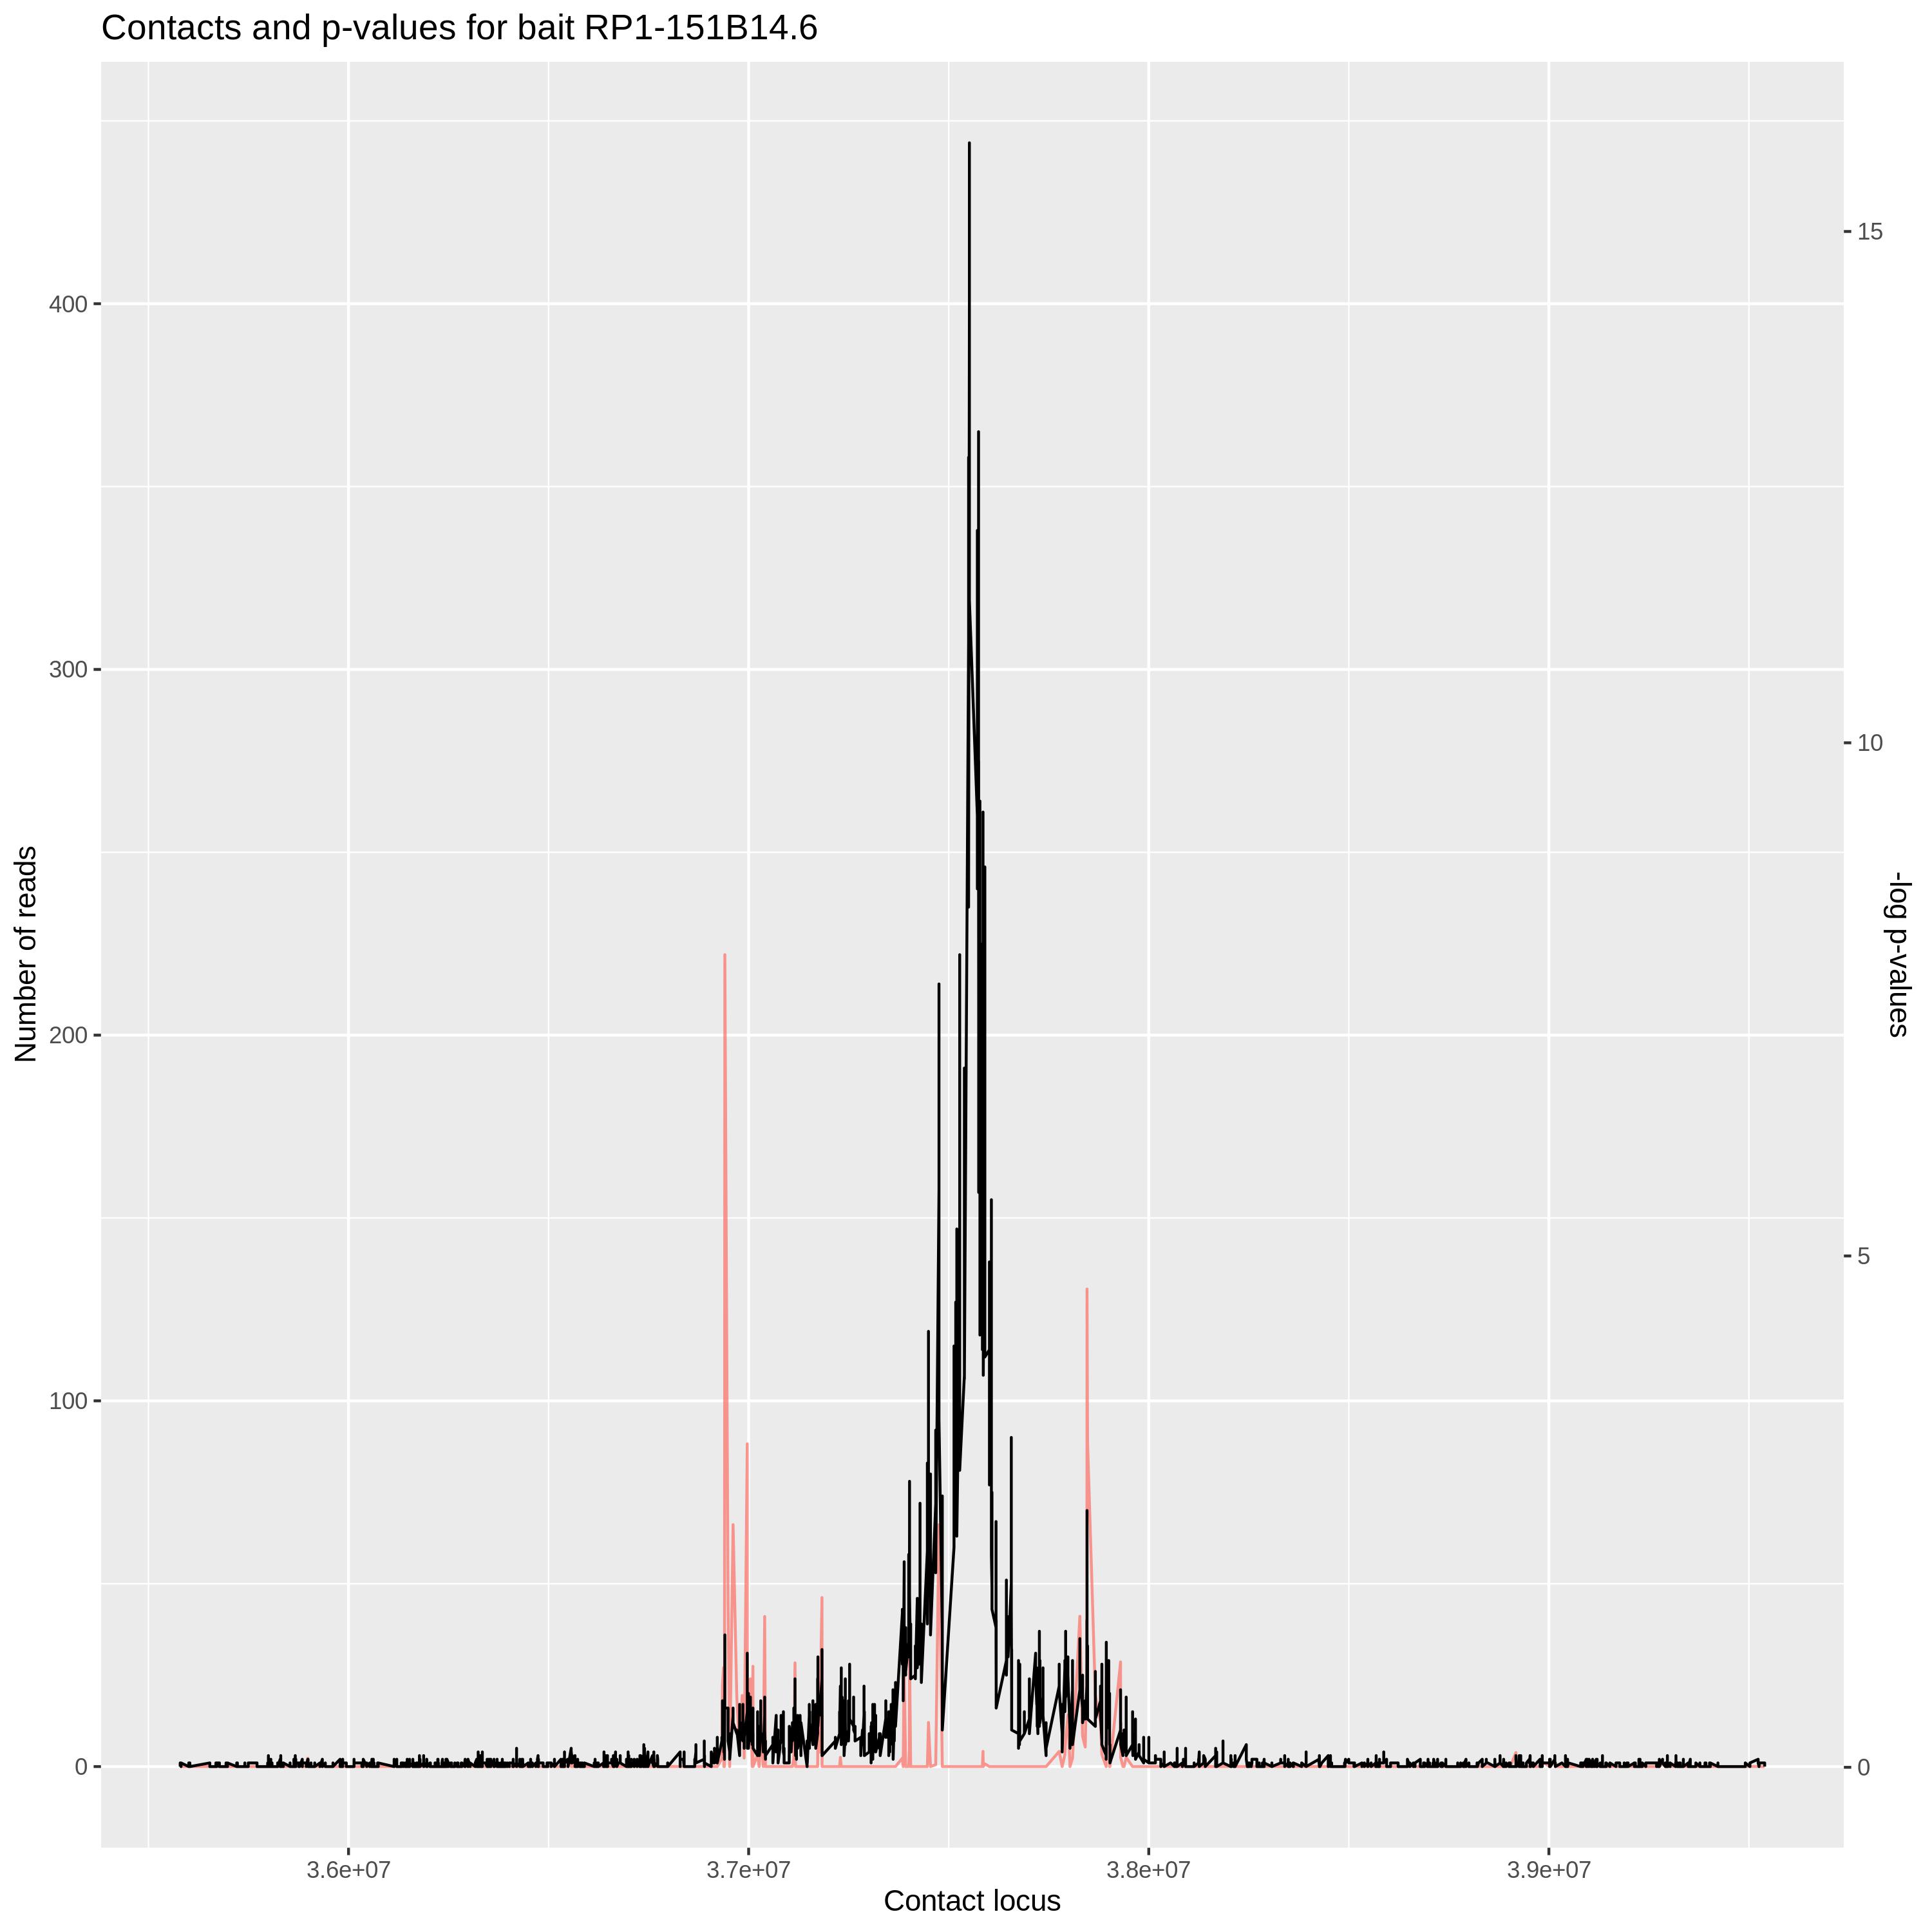 Contacts and p-values for bait RP1-151B14.6
Number of reads
400
300
200
100
0
15
10
5
0
-log p-values
3.6e+07 3.7e+07 3.8e+07 3.9e+07
Contact locus